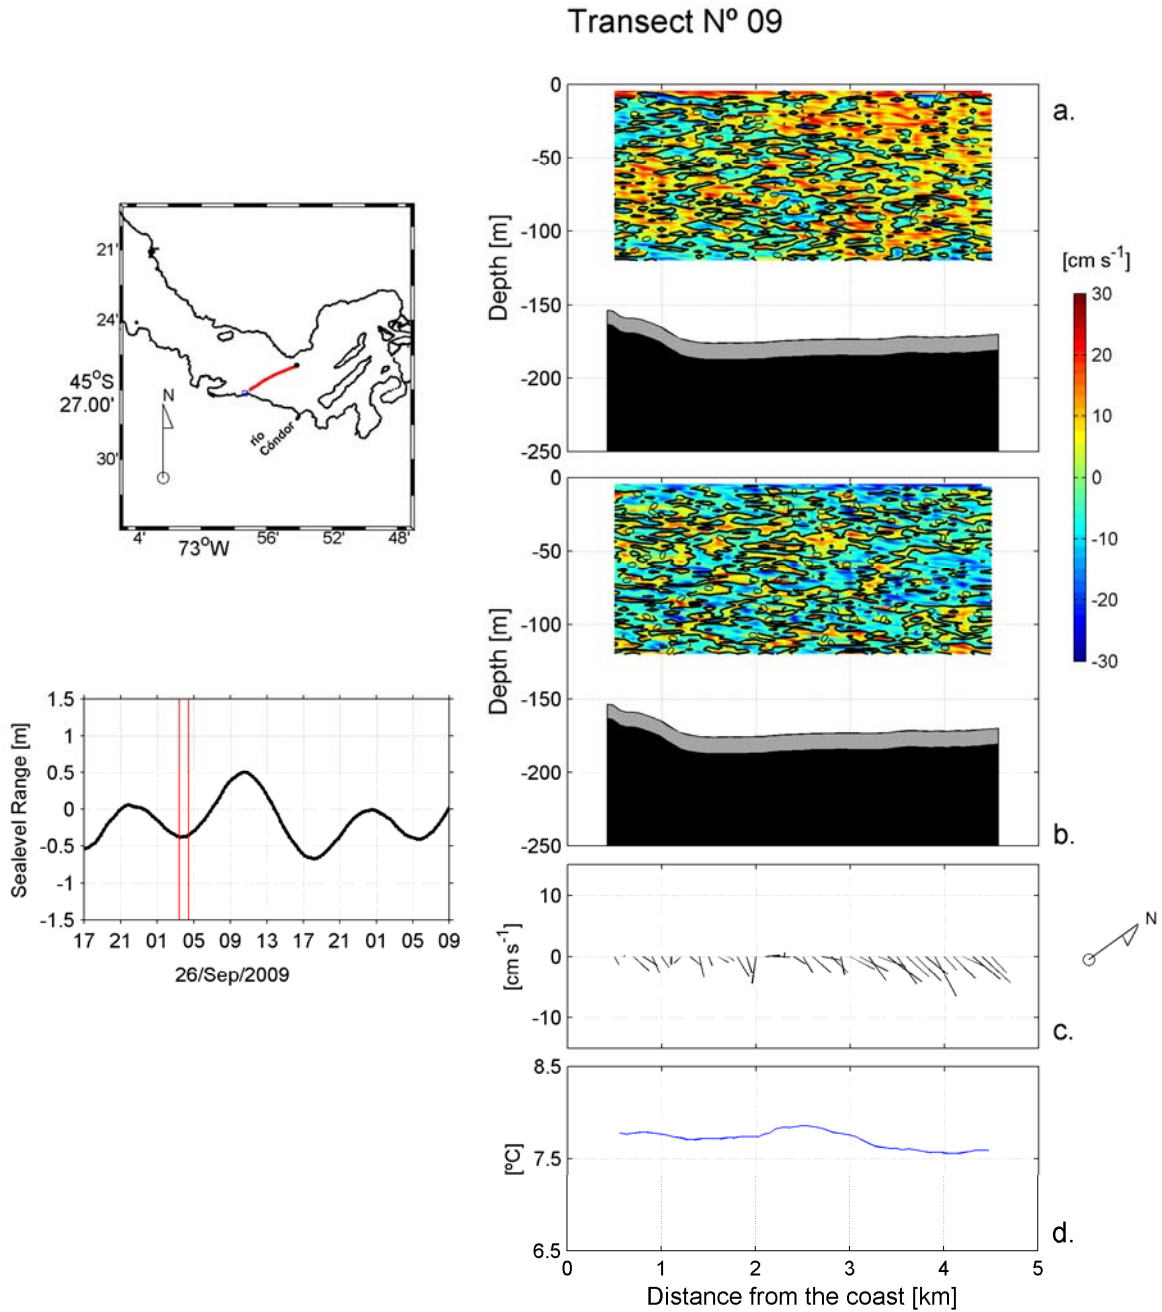 Transect Nº 09
21'
24'
45°S
27.00'
30'
N
río
Cóndor
4'
73°W
56'
52'
48'
Sealevel Range [m]
1.5
1
0.5
0
-0.5
-1
-1.5
17 21 01 05 09 13 17 21 01 05 09
26/Sep/2009
a.
Depth [m]
0
-50
-100
-150
-200
-250
b.
Depth [m]
0
-50
-100
-150
-200
-250
[cm s-1]
30
20
10
0
-10
-20
-30
c.
[cm s-1]
10
0
-10
N
d.
[ºC]
8.5
7.5
6.5
0 1 2 3 4 5
Distance from the coast [km]